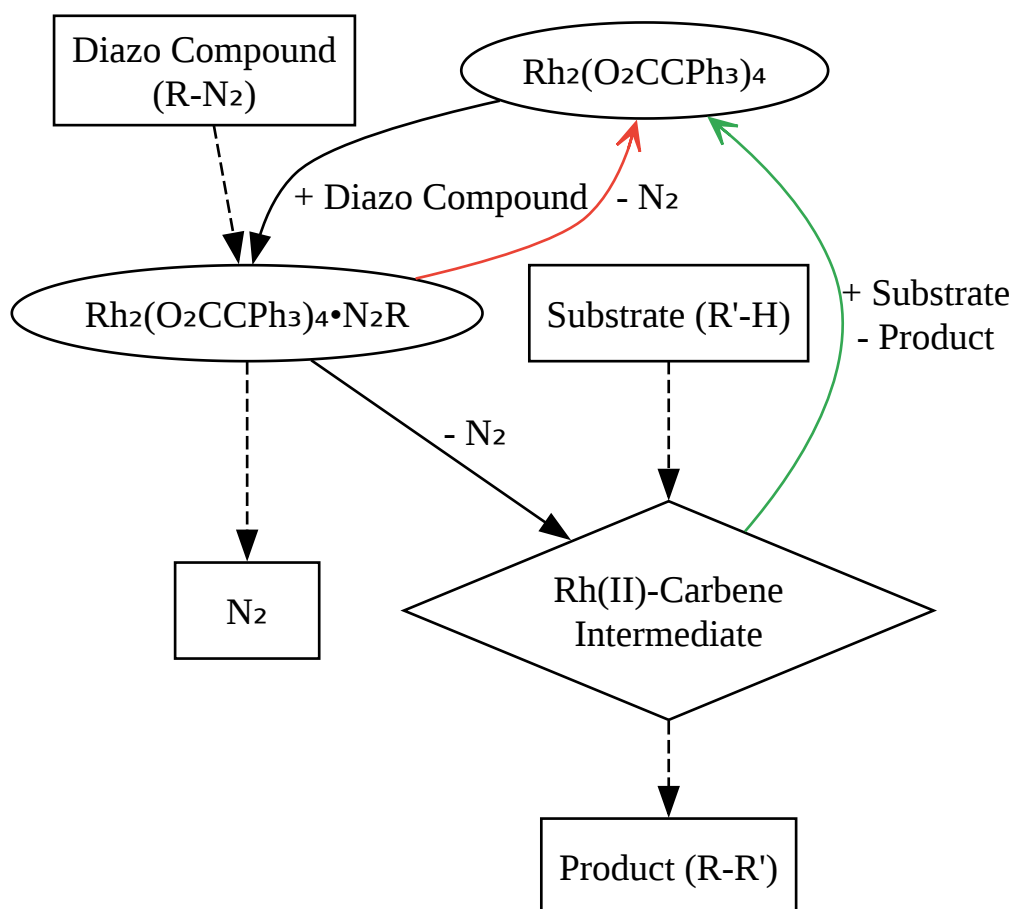 Diazo Compound
(R-N₂)
Rh₂(O₂CCPh₃)₄
+ Diazo Compound
- N₂
Rh₂(O₂CCPh₃)₄•N₂R
Substrate (R'-H)
+ Substrate
- Product
- N₂
N₂
Rh(II)-Carbene
Intermediate
Product (R-R')